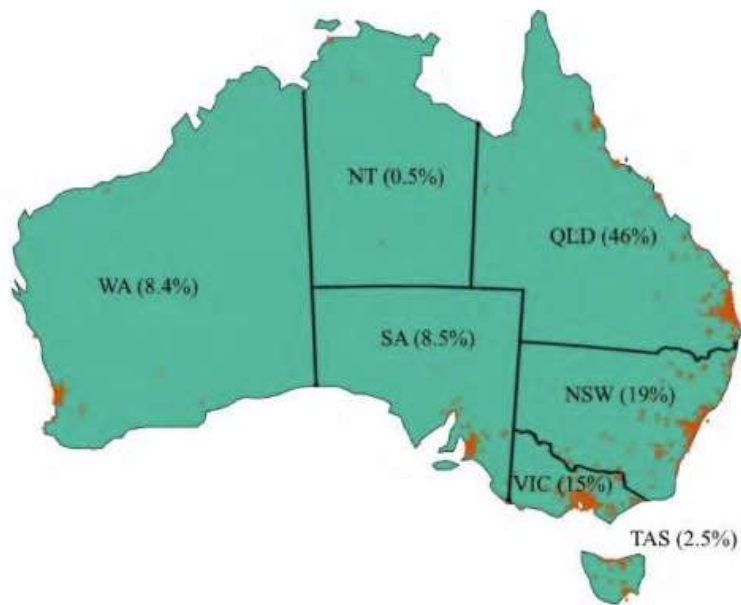 NT (0.5%)
QLD (46%)
WA (8.4%)
SA (8.5%)
NSW (19%)
VIC (15%)
TAS (2.5%)